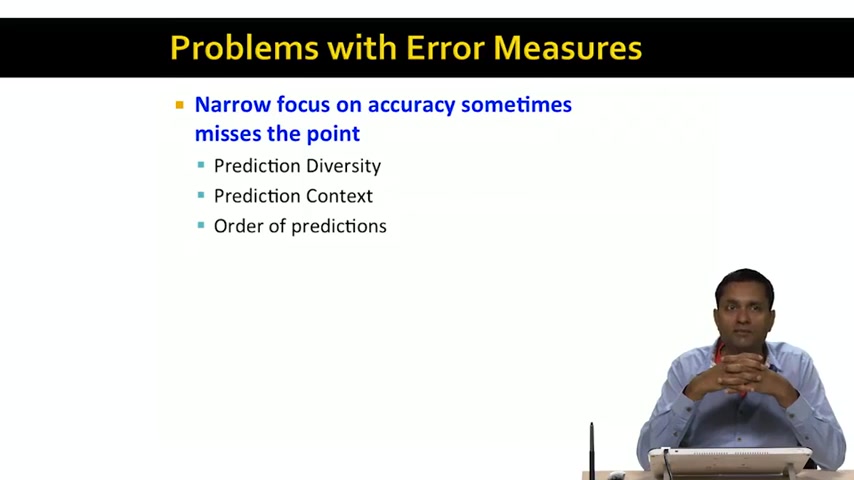 Problems with Error Measures
Narrow focus on accuracy sometimes
misses the point
Prediction Diversity
Prediction Context
Order of predictions